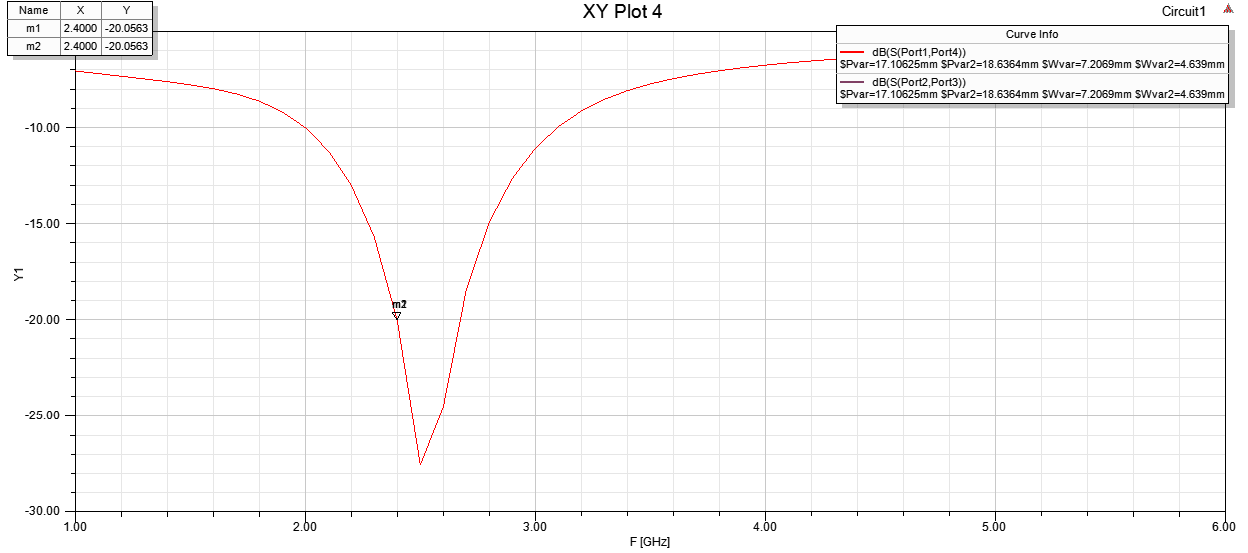 XY Plot 4
Circuit1
Name X Y
m1 2.4000 -20.0563
m2 2.4000 -20.0563
Curve Info
dB(S(Port1,Port4))
$Pvar=17.10625mm $Pvar2=18.6364mm $Wvar=7.2069mm $Wvar2=4.639mm
dB(S(Port2,Port3))
$Pvar=17.10625mm $Pvar2=18.6364mm $Wvar=7.2069mm $Wvar2=4.639mm
-10.00
-15.00
Y1
-20.00
-25.00
-30.00
1.00 2.00 3.00 4.00 5.00 6.00
F [GHz]